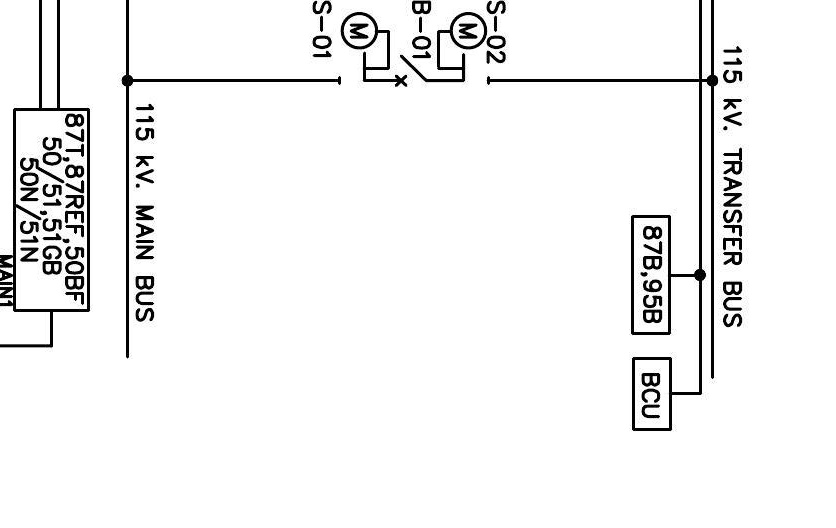 115 kV. TRANSFER BUS
87B,95B
BCU
S-02
M
B-01
M
S-01
115 kV. MAIN BUS
87T,87REF,50BF
50/51,51GB
50N/51N
MAIN1